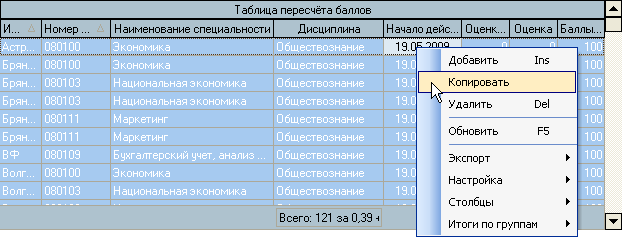 Таблица пересчёта баллов
И... Номер ... Наименование специальности Дисциплина Начало дейс... Оценк... Оценка Баллы...
Астр... 080100 Экономика Обществознание 19.05.2009 0 0 100
Брян... 080100 Экономика Обществознание 19.0 100
Брян... 080103 Национальная экономика Обществознание 19.0 100
Брян... 080103 Национальная экономика Обществознание 19.0 100
Брян... 080111 Маркетинг Обществознание 19.0 100
Брян... 080111 Маркетинг Обществознание 19.0 100
ВФ 080109 Бухгалтерский учет, анализ ... Обществознание 19.0 100
Волг... 080100 Экономика Обществознание 19.0 100
Волг... 080103 Национальная экономика Обществознание 19.0 100
Всего: 121 за 0,39
Добавить Ins
Копировать
Удалить Del
Обновить F5
Экспорт
Настройка
Столбцы
Итоги по группам